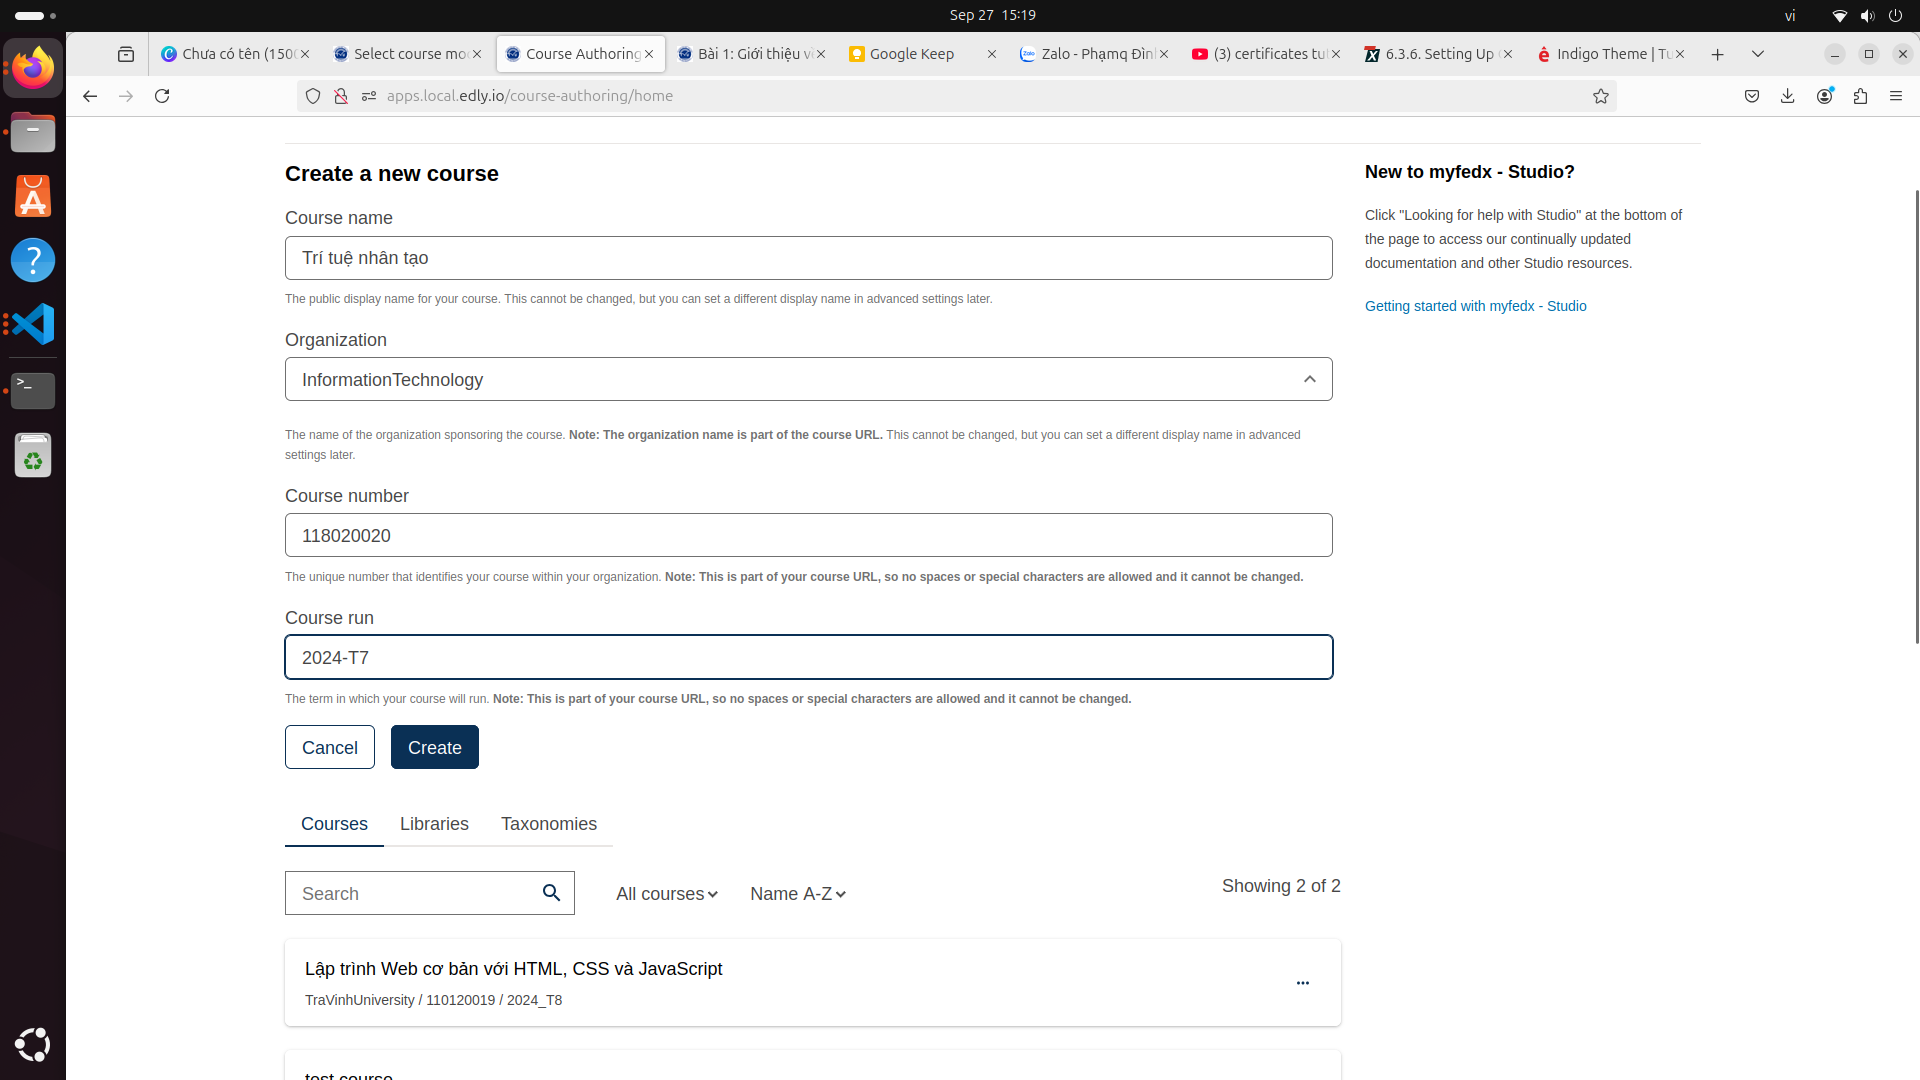 Sep 27 15:19
vi
Chưa có tên (150
Select course mo
Course Authoring
Bài 1: Giới thiệu v
Google Keep
Zalo - Phạmq Đìn
(3) certificates tu
6.3.6. Setting Up
Indigo Theme | Tu
apps.local.edly.io/course-authoring/home
Create a new course
Course name
Trí tuệ nhân tạo
The public display name for your course. This cannot be changed, but you can set a different display name in advanced settings later.
Organization
InformationTechnology
The name of the organization sponsoring the course. Note: The organization name is part of the course URL. This cannot be changed, but you can set a different display name in advanced
settings later.
Course number
118020020
The unique number that identifies your course within your organization. Note: This is part of your course URL, so no spaces or special characters are allowed and it cannot be changed.
Course run
2024-T7
The term in which your course will run. Note: This is part of your course URL, so no spaces or special characters are allowed and it cannot be changed.
Cancel
Create
New to myfedx - Studio?
Click "Looking for help with Studio" at the bottom of
the page to access our continually updated
documentation and other Studio resources.
Getting started with myfedx - Studio
Courses
Libraries
Taxonomies
Search
All courses
Name A-Z
Showing 2 of 2
Lập trình Web cơ bản với HTML, CSS và JavaScript
TraVinhUniversity / 110120019 / 2024_T8
test course